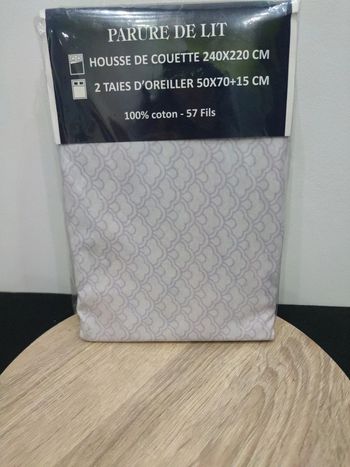 PARURE DE LIT
HOUSSE DE COUETTE 240X220 CM
2 TAIES D'OREILLER 50X70+15 CM
100% coton - 57 Fils